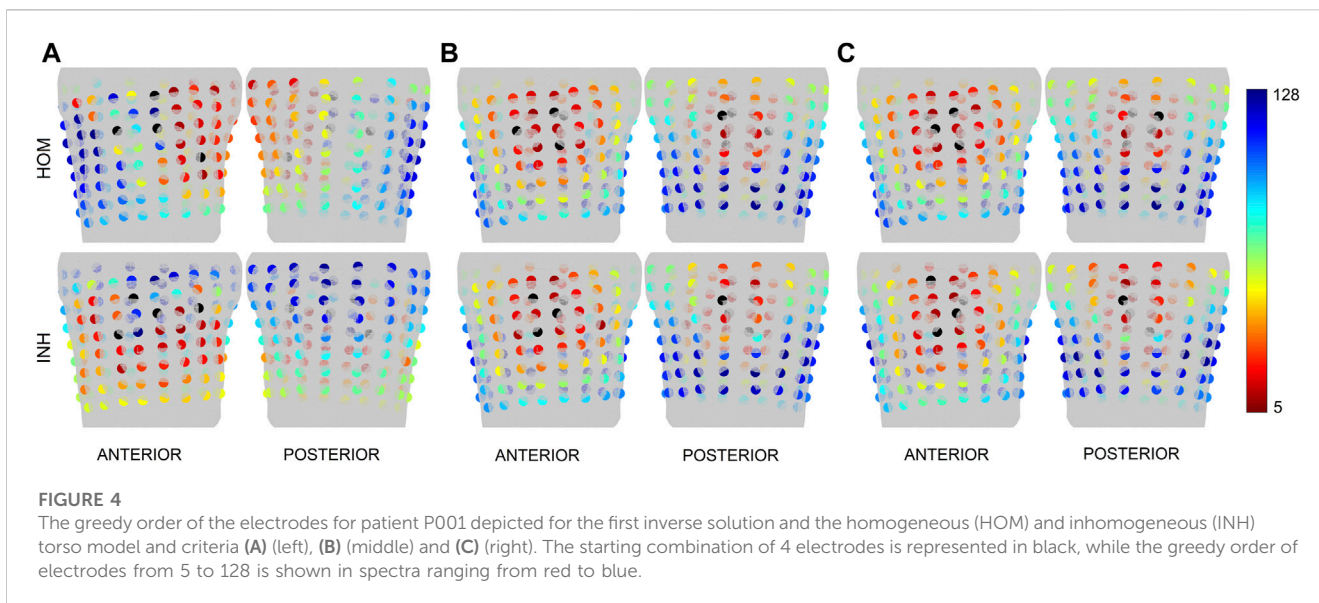 A
B
C
HOM
INH
128
5
ANTERIOR
POSTERIOR
ANTERIOR
POSTERIOR
ANTERIOR
POSTERIOR
FIGURE 4
The greedy order of the electrodes for patient P001 depicted for the first inverse solution and the homogeneous (HOM) and inhomogeneous (INH)
torso model and criteria (A) (left), (B) (middle) and (C) (right). The starting combination of 4 electrodes is represented in black, while the greedy order of
electrodes from 5 to 128 is shown in spectra ranging from red to blue.